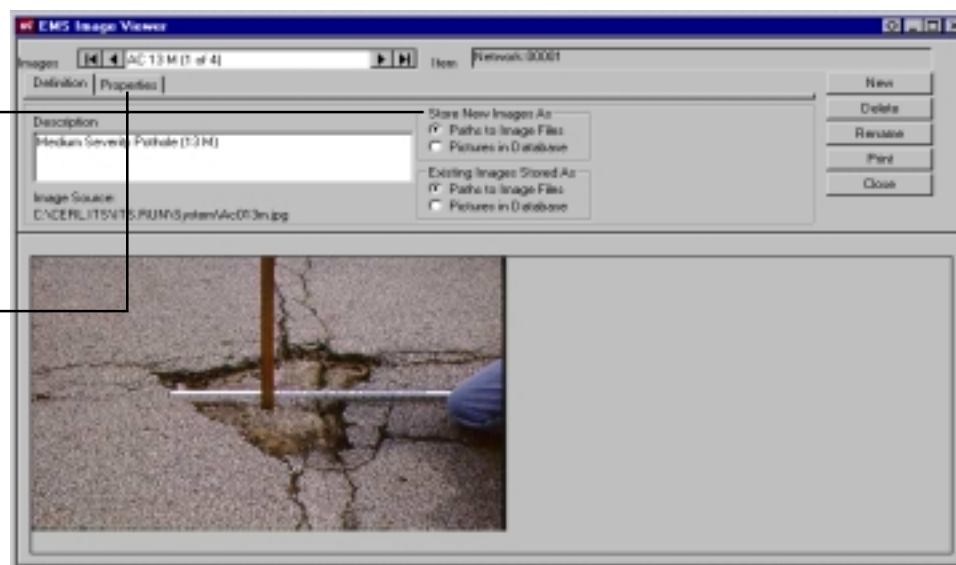 EMS Image Viewer
Images AC 13 M (1 of 4) Item Network: 00001
Definition Properties
New
Delete
Rename
Print
Close
Description
Medium Severity Pothole (13 M)
Image Source:
C:\CERL.ITS\ITS.RUN\System\Ac013m.jpg
Store New Images As
Paths to Image Files
Pictures in Database
Existing Images Stored As
Paths to Image Files
Pictures in Database